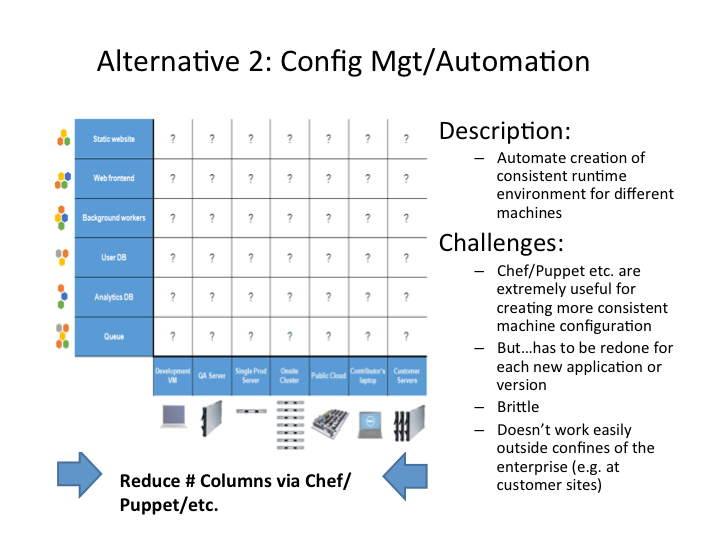 Alternative 2: Config Mgt/Automation
Static website ? ? ? ? ? ? ?
Web frontend ? ? ? ? ? ? ?
Background workers ? ? ? ? ? ? ?
User DB ? ? ? ? ? ? ?
Analytics DB ? ? ? ? ? ? ?
Queue ? ? ? ? ? ? ?
Development VM
QA Server
Single Prod Server
Onsite Cluster
Public Cloud
Contributor's laptop
Customer Servers
Reduce # Columns via Chef/
Puppet/etc.
Description:
– Automate creation of
consistent runtime
environment for different
machines
Challenges:
– Chef/Puppet etc. are
extremely useful for
creating more consistent
machine configuration
– But...has to be redone for
each new application or
version
– Brittle
– Doesn't work easily
outside confines of the
enterprise (e.g. at
customer sites)